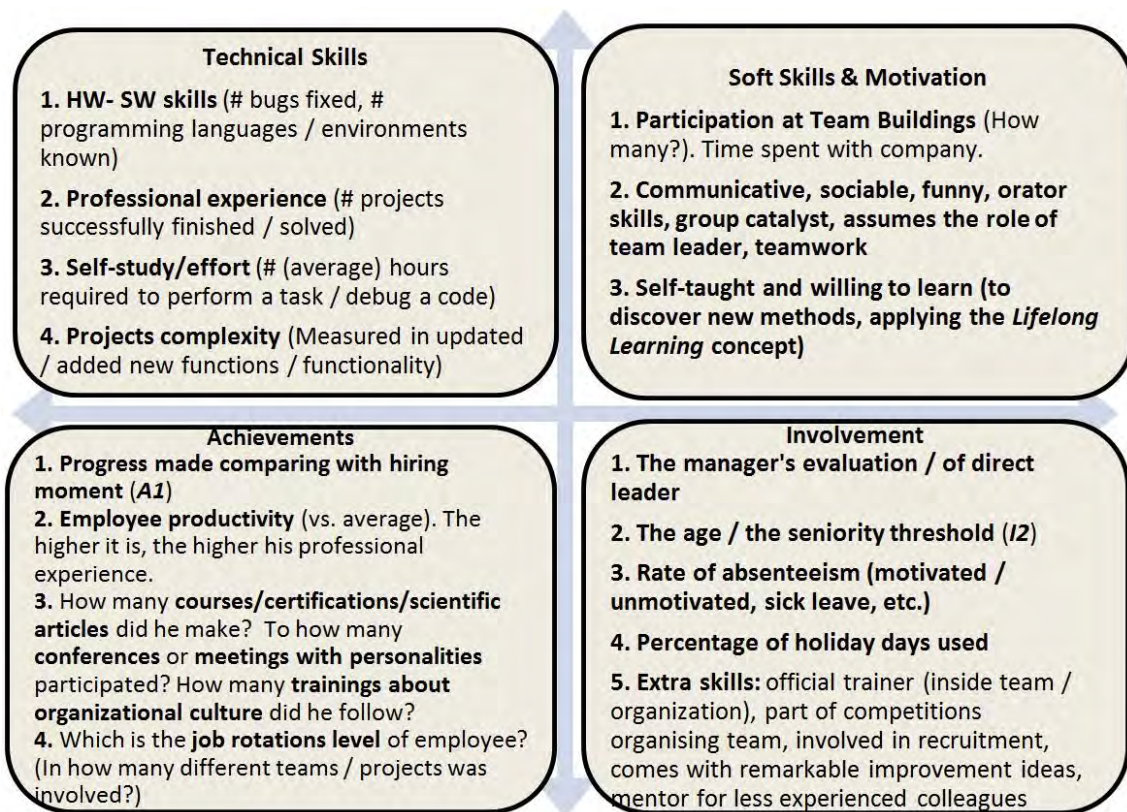 Technical Skills
1. HW- SW skills (# bugs fixed, #
programming languages / environments
known)
2. Professional experience (# projects
successfully finished / solved)
3. Self-study/effort (# (average) hours
required to perform a task / debug a code)
4. Projects complexity (Measured in updated
/ added new functions / functionality)
Soft Skills & Motivation
1. Participation at Team Buildings (How
many?). Time spent with company.
2. Communicative, sociable, funny, orator
skills, group catalyst, assumes the role of
team leader, teamwork
3. Self-taught and willing to learn (to
discover new methods, applying the Lifelong
Learning concept)
Achievements
1. Progress made comparing with hiring
moment (A1)
2. Employee productivity (vs. average). The
higher it is, the higher his professional
experience.
3. How many courses/certifications/scientific
articles did he make? To how many
conferences or meetings with personalities
participated? How many trainings about
organizational culture did he follow?
4. Which is the job rotations level of employee?
(In how many different teams / projects was
involved?)
Involvement
1. The manager's evaluation / of direct
leader
2. The age / the seniority threshold (I2)
3. Rate of absenteeism (motivated /
unmotivated, sick leave, etc.)
4. Percentage of holiday days used
5. Extra skills: official trainer (inside team /
organization), part of competitions
organising team, involved in recruitment,
comes with remarkable improvement ideas,
mentor for less experienced colleagues